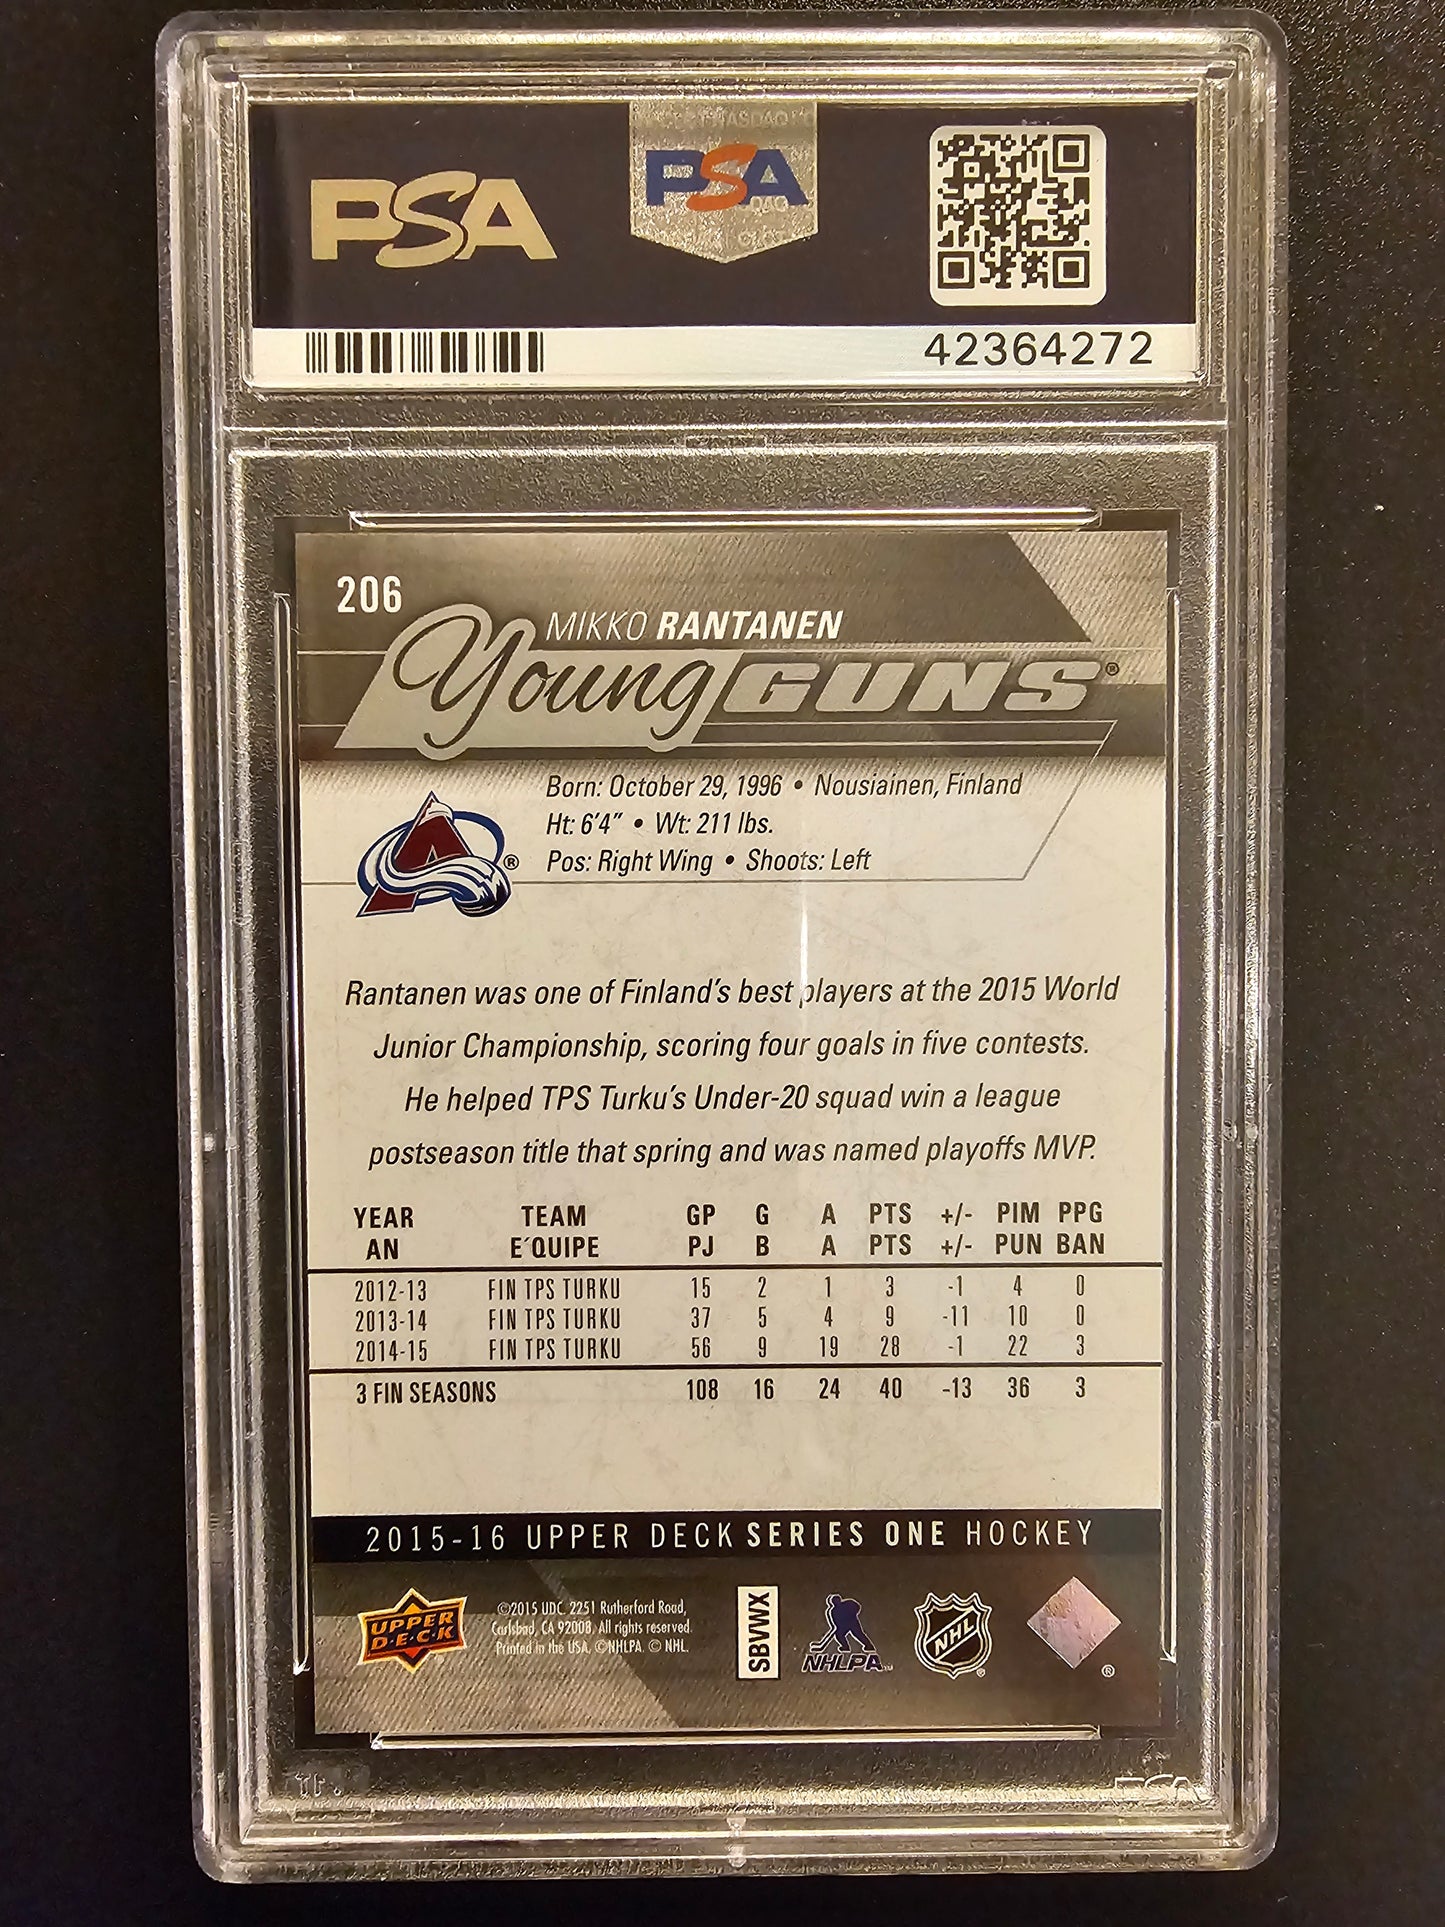 PSA
PSA
42364272
206
MIKKO RANTANEN
Young GUNS®
Born: October 29, 1996 • Nousiainen, Finland
Ht: 6'4" • Wt: 211 lbs.
Pos: Right Wing • Shoots: Left
Rantanen was one of Finland's best players at the 2015 World
Junior Championship, scoring four goals in five contests.
He helped TPS Turku's Under-20 squad win a league
postseason title that spring and was named playoffs MVP.
YEAR TEAM GP G A PTS +/- PIM PPG
AN E´QUIPE PJ B A PTS +/- PUN BAN
2012-13 FIN TPS TURKU 15 2 1 3 -1 4 0
2013-14 FIN TPS TURKU 37 5 4 9 -11 10 0
2014-15 FIN TPS TURKU 56 9 19 28 -1 22 3
3 FIN SEASONS 108 16 24 40 -13 36 3
2015-16 UPPER DECK SERIES ONE HOCKEY
UPPER
DECK
©2015 UDC. 2251 Rutherford Road,
Carlsbad, CA 92008. All rights reserved.
Printed in the USA. ©NHLPA. © NHL.
SBVWX
NHLPA™
NHL®
®
PSA